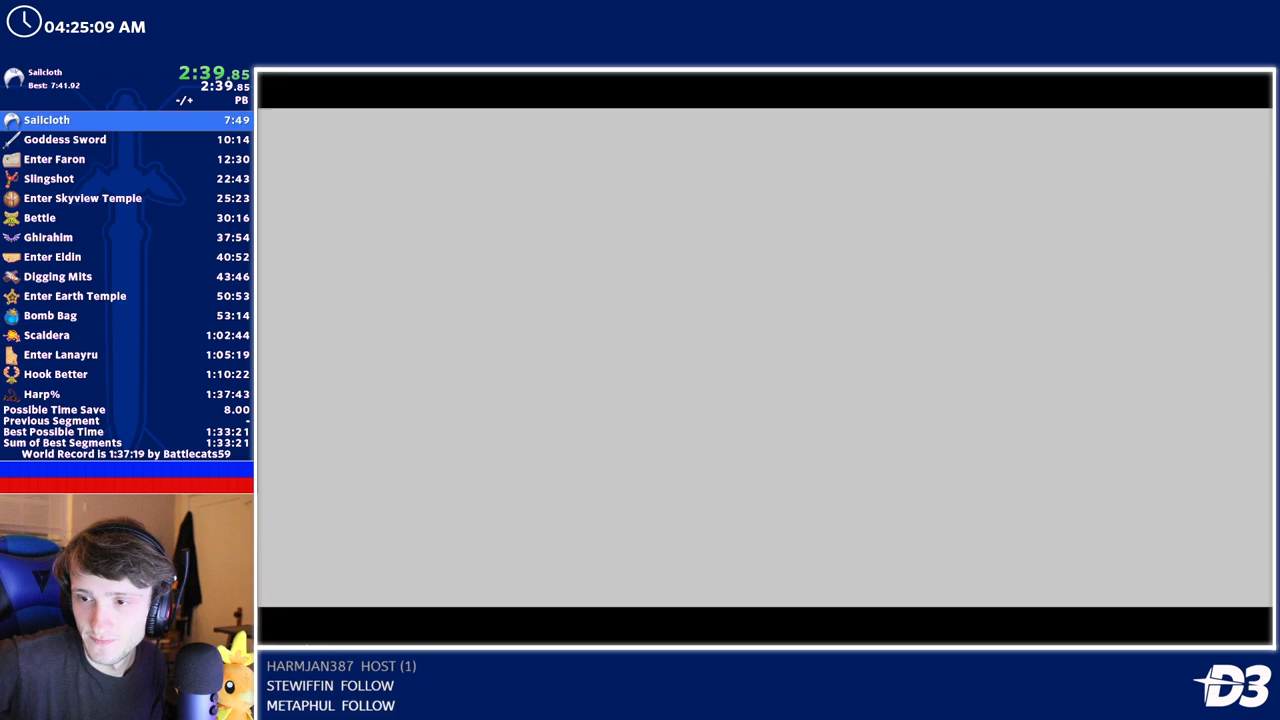 04:25:09 AM
Sailcloth
Best: 7:41.92
2:39.85
2:39.85
-/+ PB
Sailcloth 7:49
Goddess Sword 10:14
Enter Faron 12:30
Slingshot 22:43
Enter Skyview Temple 25:23
Bettle 30:16
Ghirahim 37:54
Enter Eldin 40:52
Digging Mits 43:46
Enter Earth Temple 50:53
Bomb Bag 53:14
Scaldera 1:02:44
Enter Lanayru 1:05:19
Hook Better 1:10:22
Harp% 1:37:43
Possible Time Save 8.00
Previous Segment -
Best Possible Time 1:33:21
Sum of Best Segments 1:33:21
World Record is 1:37:19 by Battlecats59
HARMJAN387 HOST (1)
STEWIFFIN FOLLOW
METAPHUL FOLLOW
D3